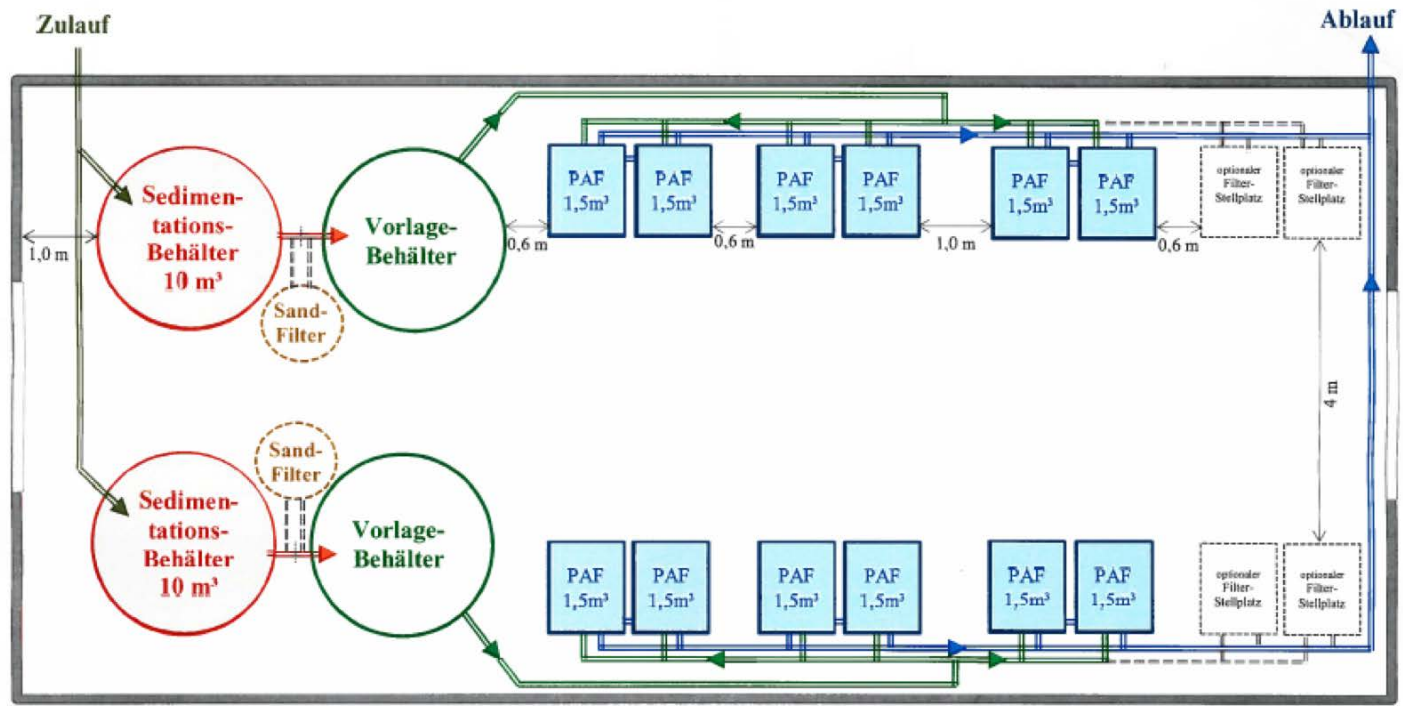 Zulauf
Ablauf
Sedimen-
tations-
Behälter
10 m³
Vorlage-
Behälter
PAF
1,5m³
PAF
1,5m³
PAF
1,5m³
PAF
1,5m³
PAF
1,5m³
PAF
1,5m³
optionaler
Filter-
Stellplatz
optionaler
Filter-
Stellplatz
1,0 m
0,6 m
0,6 m
1,0 m
0,6 m
Sand-
Filter
4 m
Sand-
Filter
Sedimen-
tations-
Behälter
10 m³
Vorlage-
Behälter
PAF
1,5m³
PAF
1,5m³
PAF
1,5m³
PAF
1,5m³
PAF
1,5m³
PAF
1,5m³
optionaler
Filter-
Stellplatz
optionaler
Filter-
Stellplatz